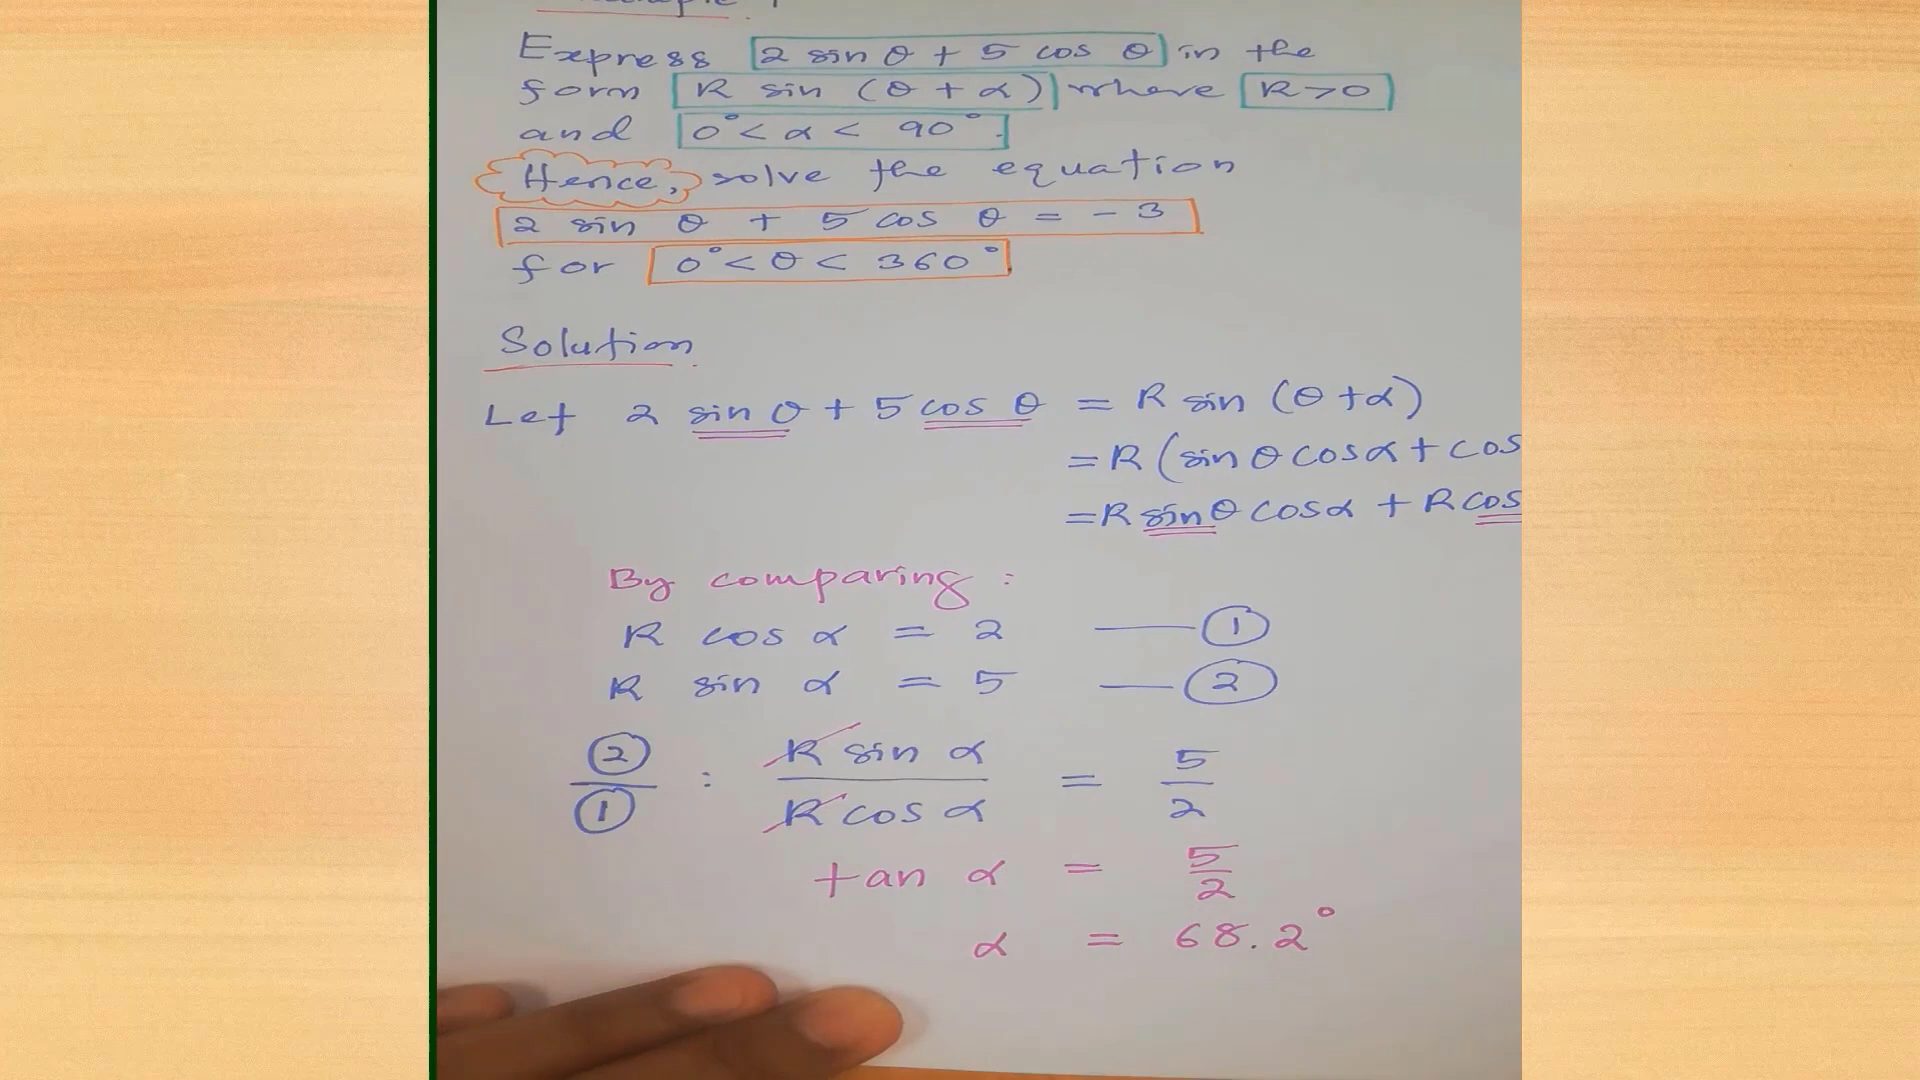 Express 2 sin θ + 5 cos θ in the
form R sin (θ + α) where R > 0
and 0° < α < 90°.
Hence, solve the equation
2 sin θ + 5 cos θ = - 3
for 0° < θ < 360°
Solution
Let 2 sin θ + 5 cos θ = R sin (θ + α)
= R (sin θ cos α + cos
= R sin θ cos α + R cos
By comparing :
R cos α = 2 — ①
R sin α = 5 — ②
②/① : R sin α / R cos α = 5/2
tan α = 5/2
α = 68.2°